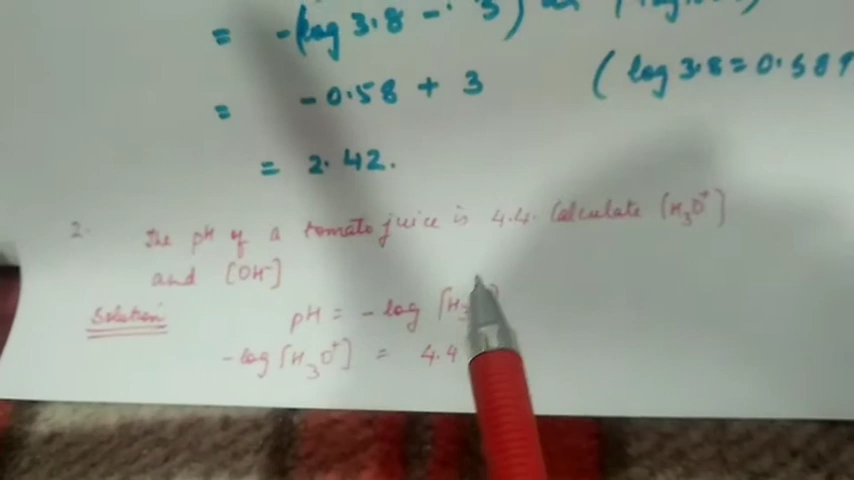 = -(log 3.8 - 3)
= -0.58 + 3 (log 3.8 = 0.589
= 2.42.
2. The pH of a tomato juice is 4.4. Calculate [H3O+]
and [OH-]
Solution pH = -log [H3
-log [H3O+] = 4.4